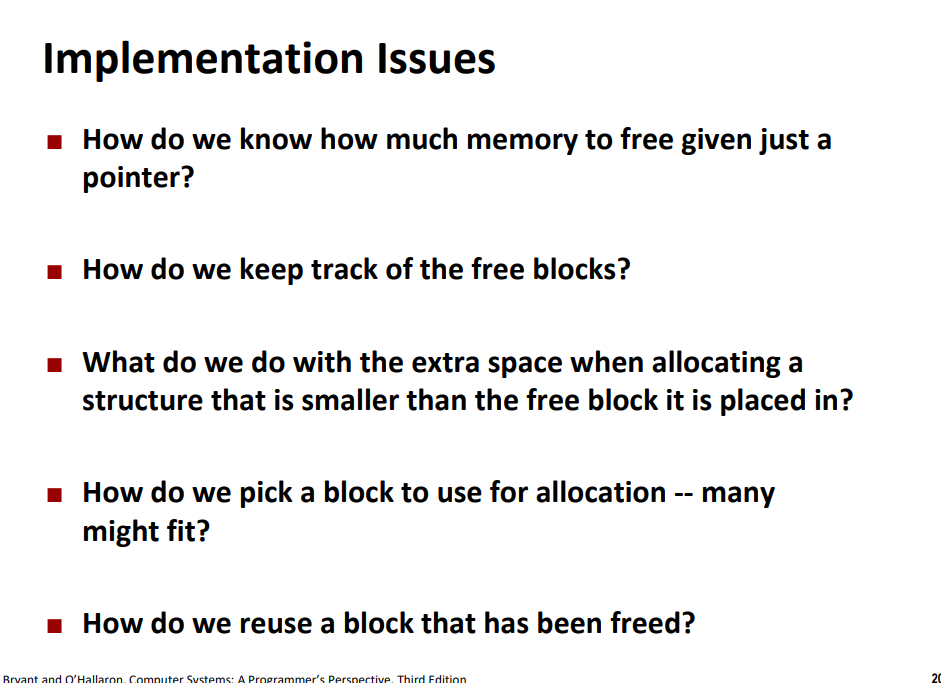 Implementation Issues
How do we know how much memory to free given just a
pointer?
How do we keep track of the free blocks?
What do we do with the extra space when allocating a
structure that is smaller than the free block it is placed in?
How do we pick a block to use for allocation -- many
might fit?
How do we reuse a block that has been freed?
Bryant and O'Hallaron, Computer Systems: A Programmer's Perspective, Third Edition
20